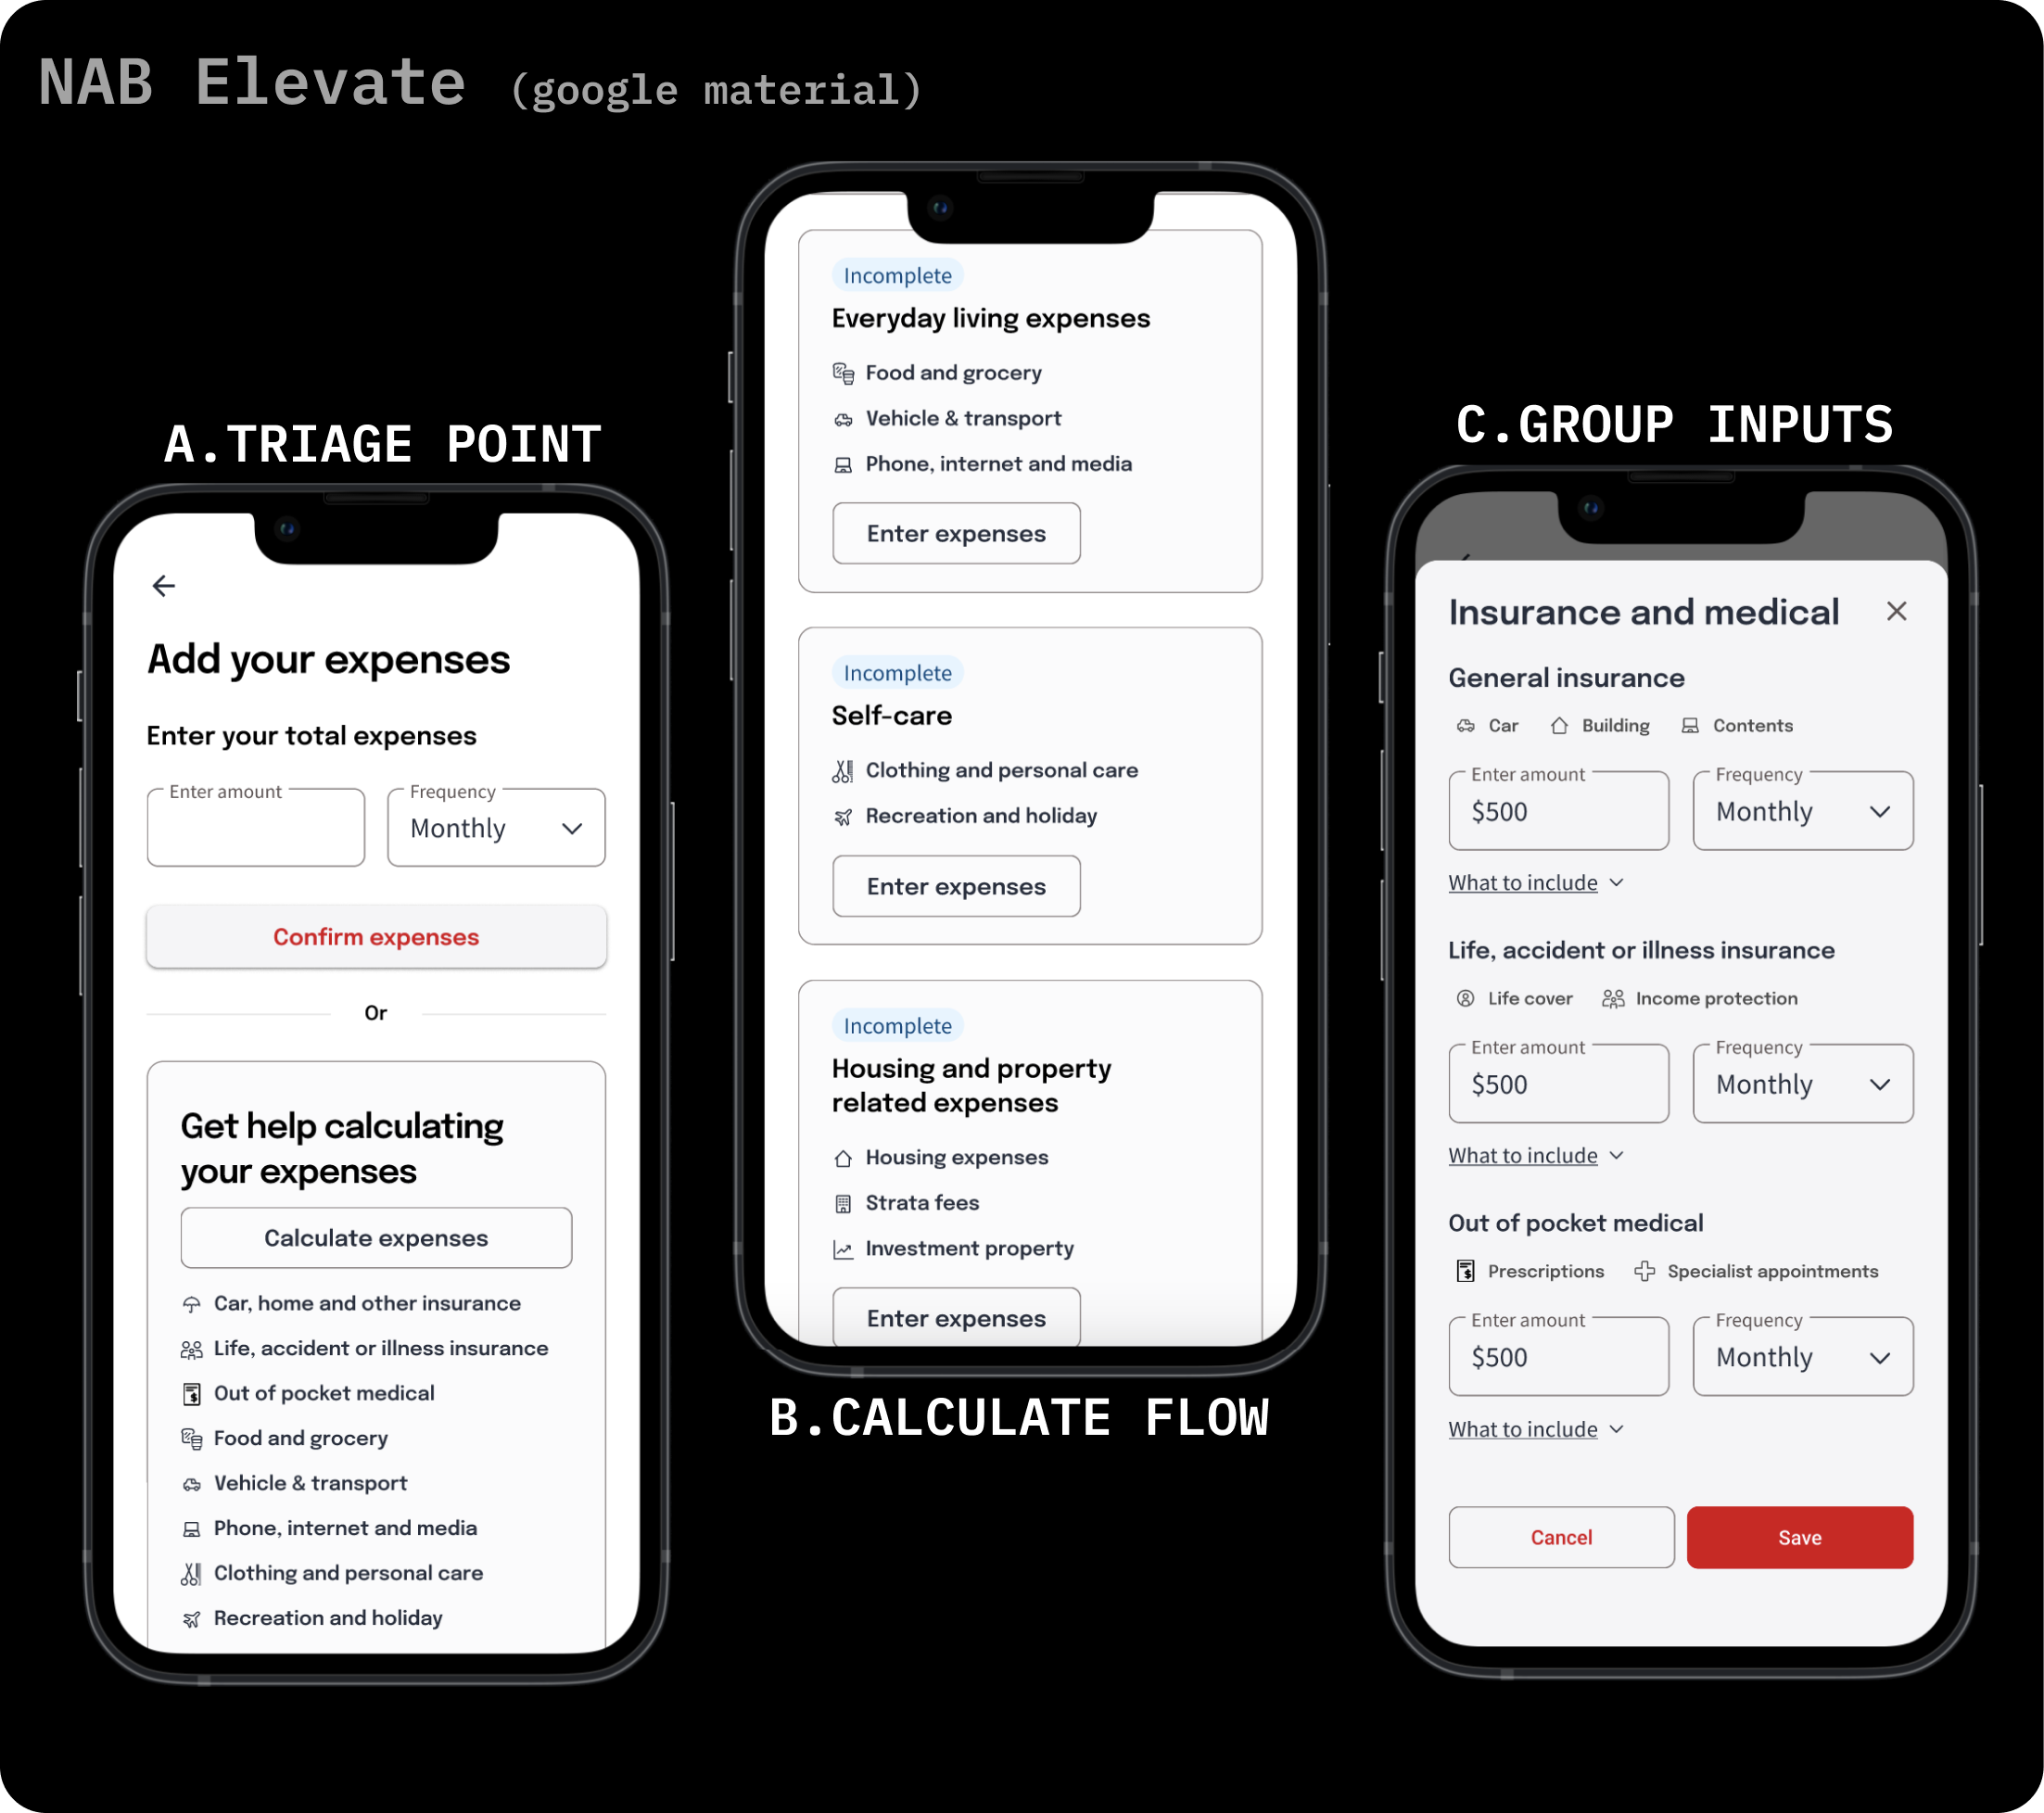 NAB Elevate (google material)
A.TRIAGE POINT
Add your expenses
Enter your total expenses
Enter amount
Frequency
Monthly
Confirm expenses
Or
Get help calculating
your expenses
Calculate expenses
Car, home and other insurance
Life, accident or illness insurance
Out of pocket medical
Food and grocery
Vehicle & transport
Phone, internet and media
Clothing and personal care
Recreation and holiday
Incomplete
Everyday living expenses
Food and grocery
Vehicle & transport
Phone, internet and media
Enter expenses
Incomplete
Self-care
Clothing and personal care
Recreation and holiday
Enter expenses
Incomplete
Housing and property
related expenses
Housing expenses
Strata fees
Investment property
Enter expenses
B.CALCULATE FLOW
C.GROUP INPUTS
Insurance and medical
General insurance
Car Building Contents
Enter amount Frequency
$500 Monthly
What to include
Life, accident or illness insurance
Life cover Income protection
Enter amount Frequency
$500 Monthly
What to include
Out of pocket medical
Prescriptions Specialist appointments
Enter amount Frequency
$500 Monthly
What to include
Cancel Save